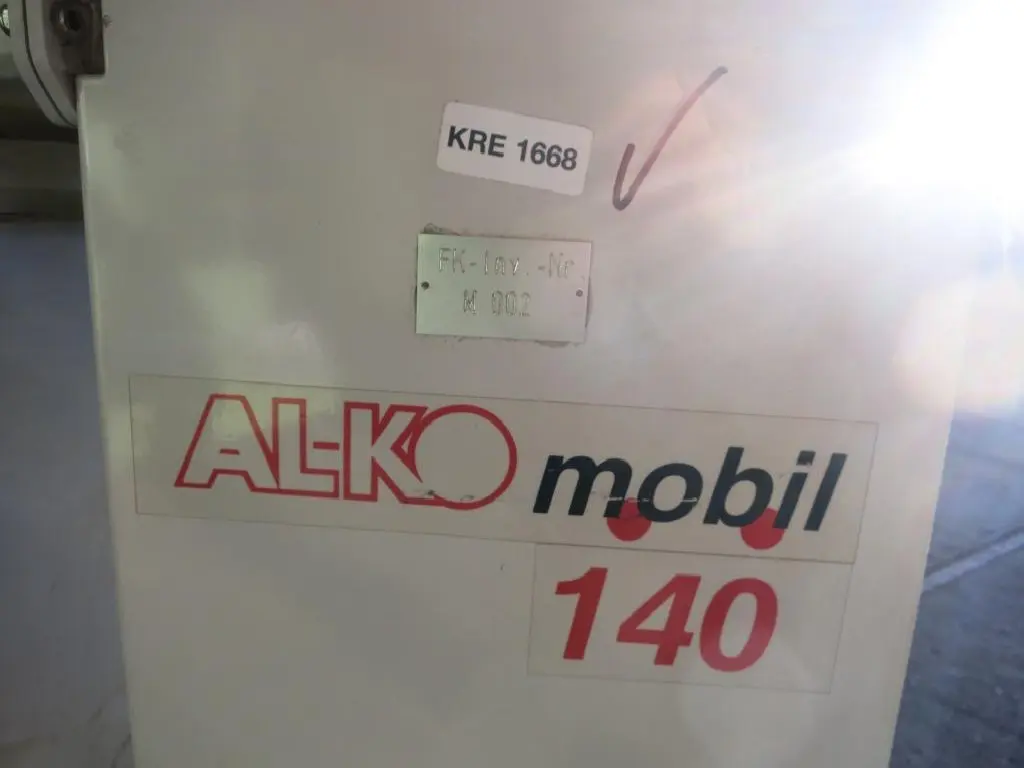 KRE 1668
FK-Inv.-Nr
M 002
AL-KO mobil
140